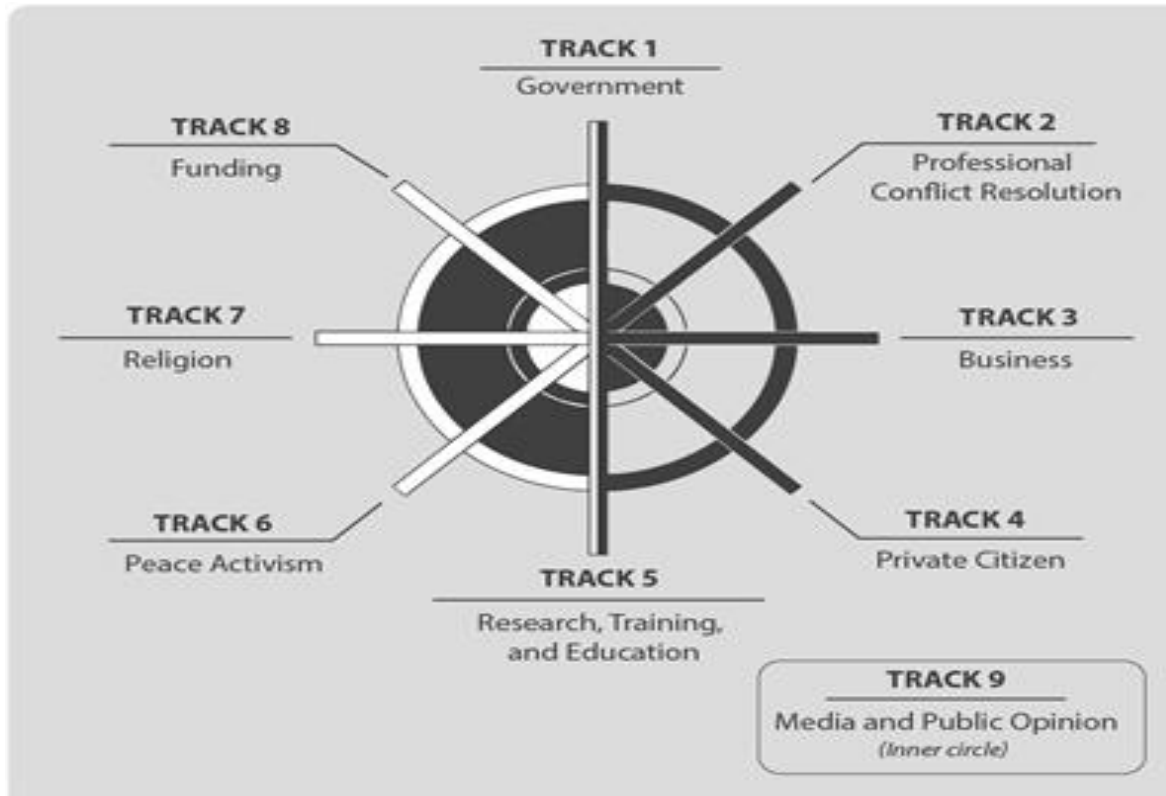 TRACK 1
Government
TRACK 2
Professional
Conflict Resolution
TRACK 3
Business
TRACK 4
Private Citizen
TRACK 5
Research, Training,
and Education
TRACK 6
Peace Activism
TRACK 7
Religion
TRACK 8
Funding
TRACK 9
Media and Public Opinion
(Inner circle)